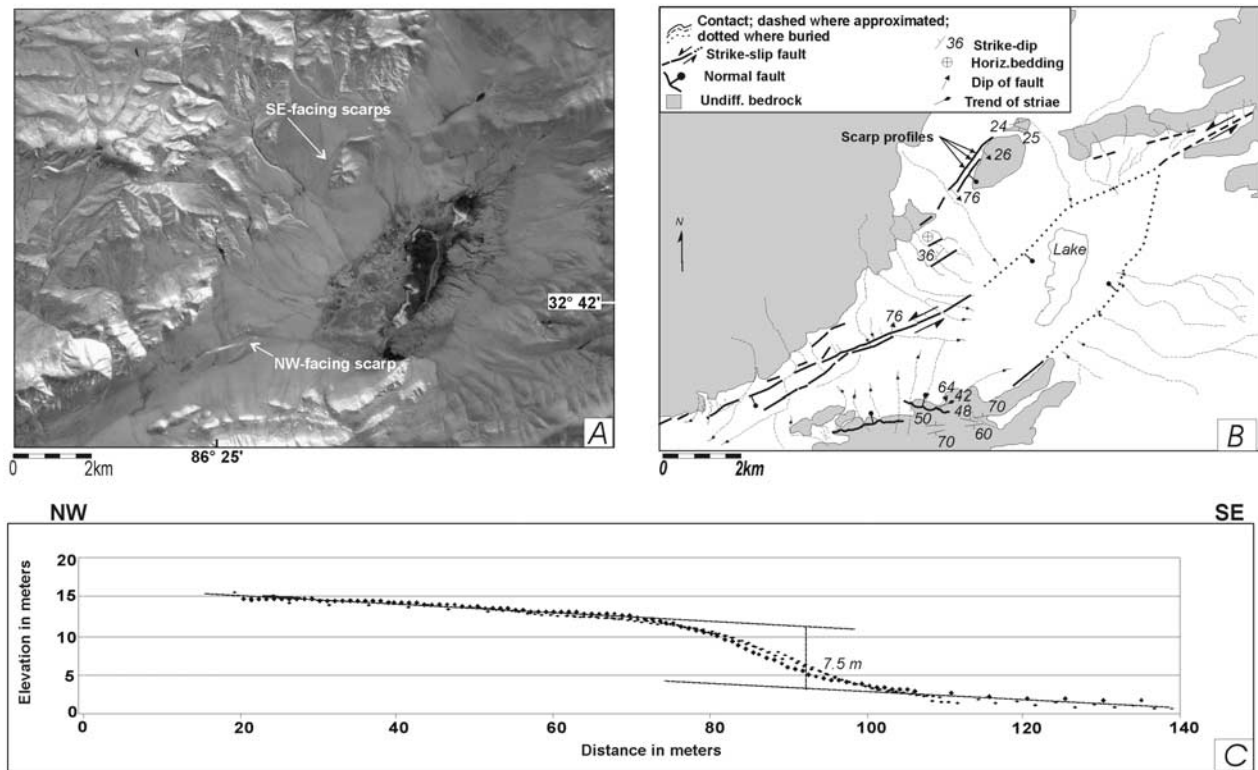 A
SE-facing scarps
NW-facing scarp
32° 42'
86° 25'
0 2km
Contact; dashed where approximated;
dotted where buried
Strike-slip fault
Normal fault
Undiff. bedrock
36 Strike-dip
Horiz.bedding
Dip of fault
Trend of striae
Scarp profiles
24
25
26
76
N
36
Lake
76
64
42
48
70
50
70
60
B
0 2km
NW SE
Elevation in meters
20
15
10
5
0
7.5 m
0 20 40 60 80 100 120 140
Distance in meters
C